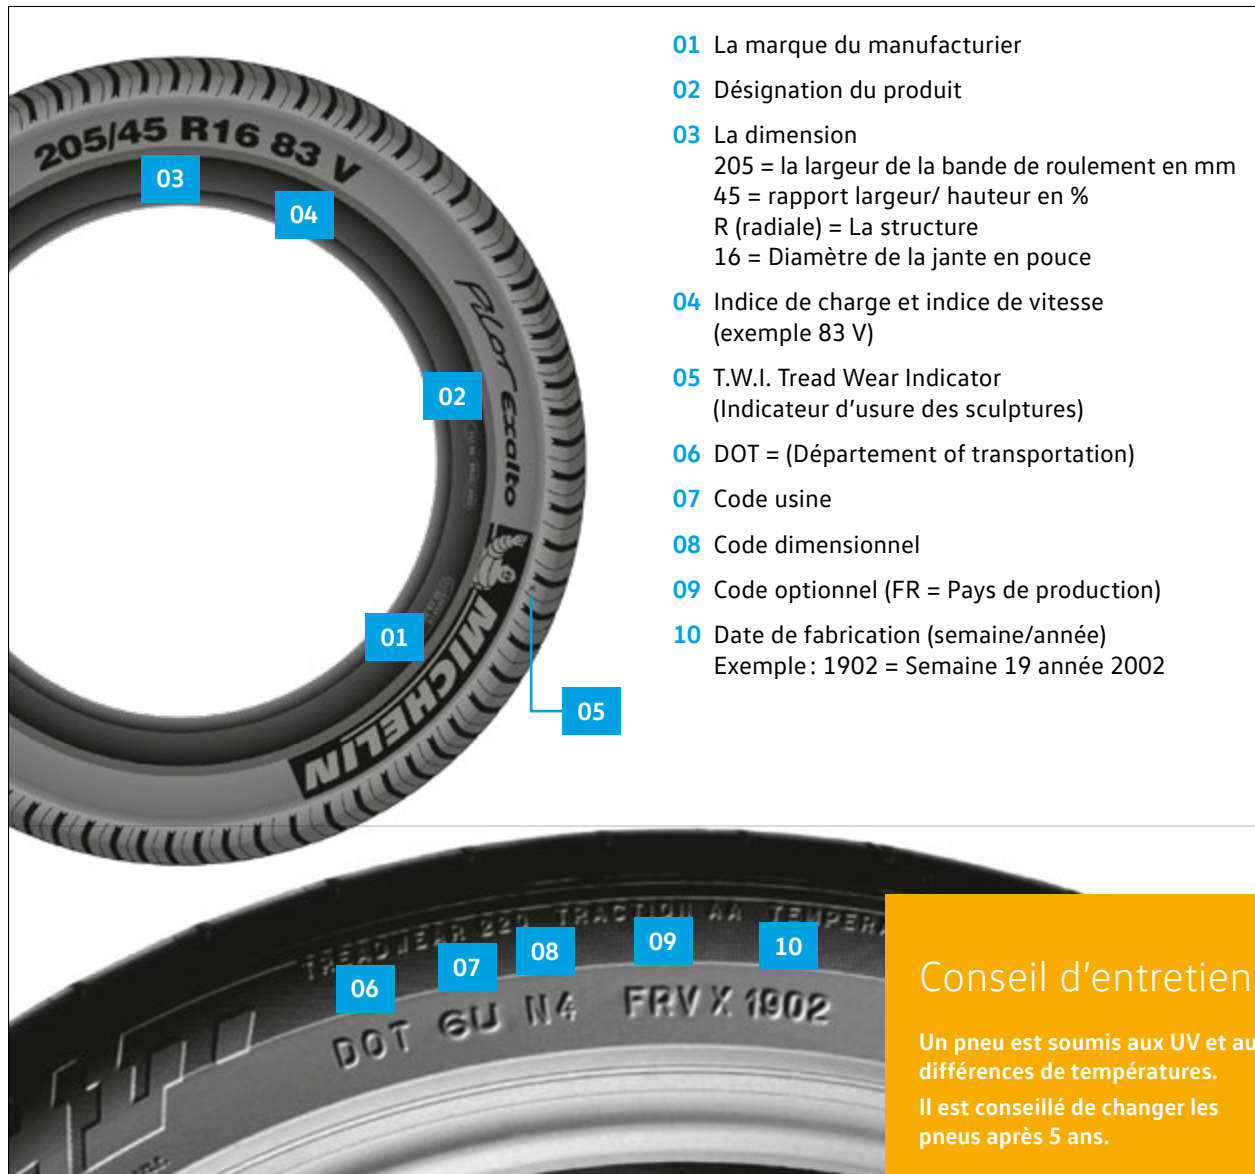 205/45 R16 83 V
03
04
PILOT Exalto
02
MICHELIN
01
05
01 La marque du manufacturier
02 Désignation du produit
03 La dimension
205 = la largeur de la bande de roulement en mm
45 = rapport largeur/ hauteur en %
R (radiale) = La structure
16 = Diamètre de la jante en pouce
04 Indice de charge et indice de vitesse
(exemple 83 V)
05 T.W.I. Tread Wear Indicator
(Indicateur d’usure des sculptures)
06 DOT = (Département of transportation)
07 Code usine
08 Code dimensionnel
09 Code optionnel (FR = Pays de production)
10 Date de fabrication (semaine/année)
Exemple : 1902 = Semaine 19 année 2002
TREADWEAR 220 TRACTION AA TEMPERA
06
07
08
09
10
DOT 6U N4 FRV X 1902
Conseil d’entretien
Un pneu est soumis aux UV et au
différences de températures.
Il est conseillé de changer les
pneus après 5 ans.